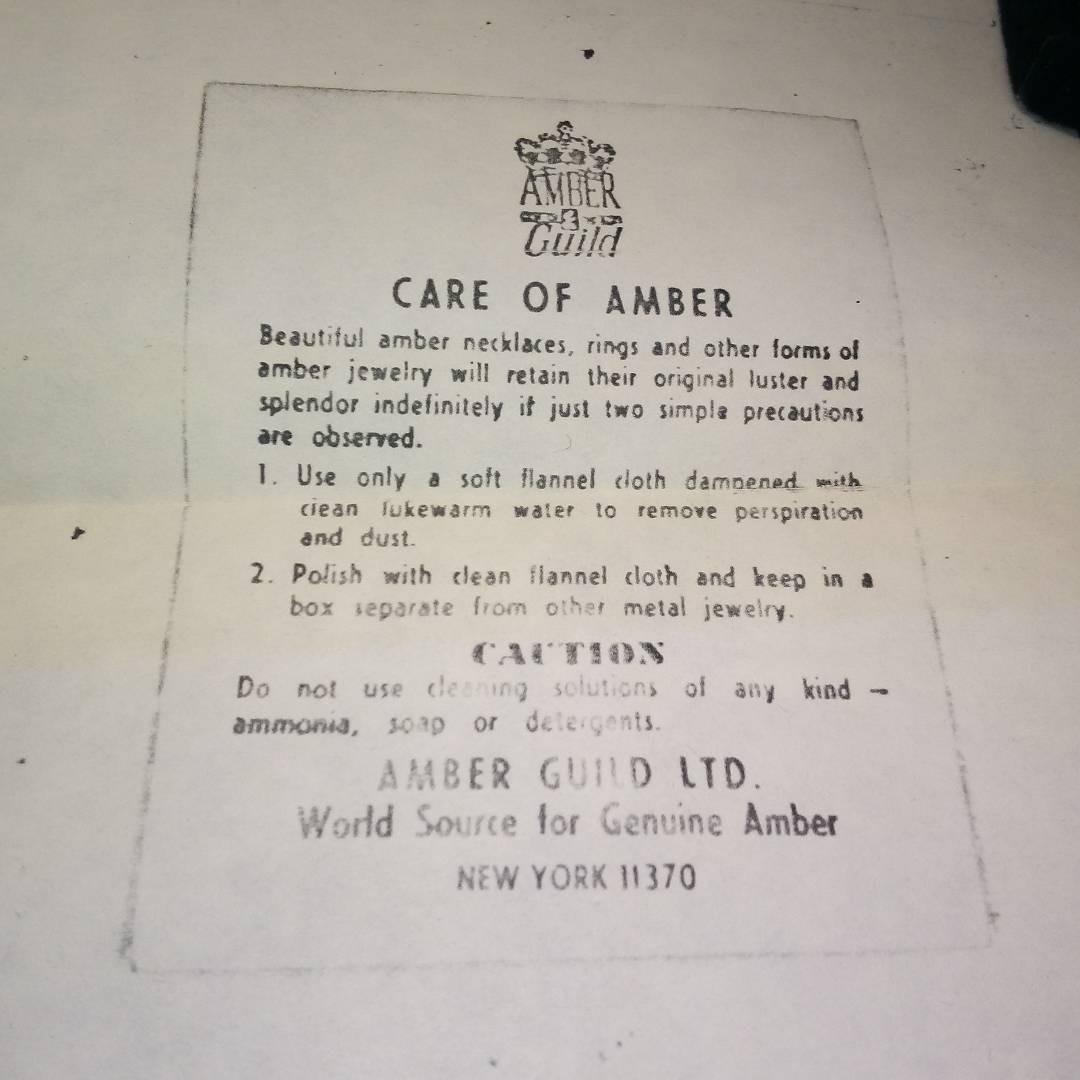 AMBER
Guild
CARE OF AMBER
Beautiful amber necklaces, rings and other forms of
amber jewelry will retain their original luster and
splendor indefinitely if just two simple precautions
are observed.
1. Use only a soft flannel cloth dampened with
clean lukewarm water to remove perspiration
and dust.
2. Polish with clean flannel cloth and keep in a
box separate from other metal jewelry.
CAUTION
Do not use cleaning solutions of any kind —
ammonia, soap or detergents.
AMBER GUILD LTD.
World Source for Genuine Amber
NEW YORK 11370